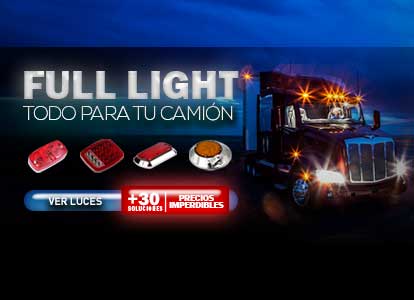 FULL LIGHT
TODO PARA TU CAMIÓN
VER LUCES
+30
SOLUCIONES
PRECIOS
IMPERDIBLES